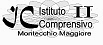 IC Istituto II
Comprensivo
Montecchio Maggiore